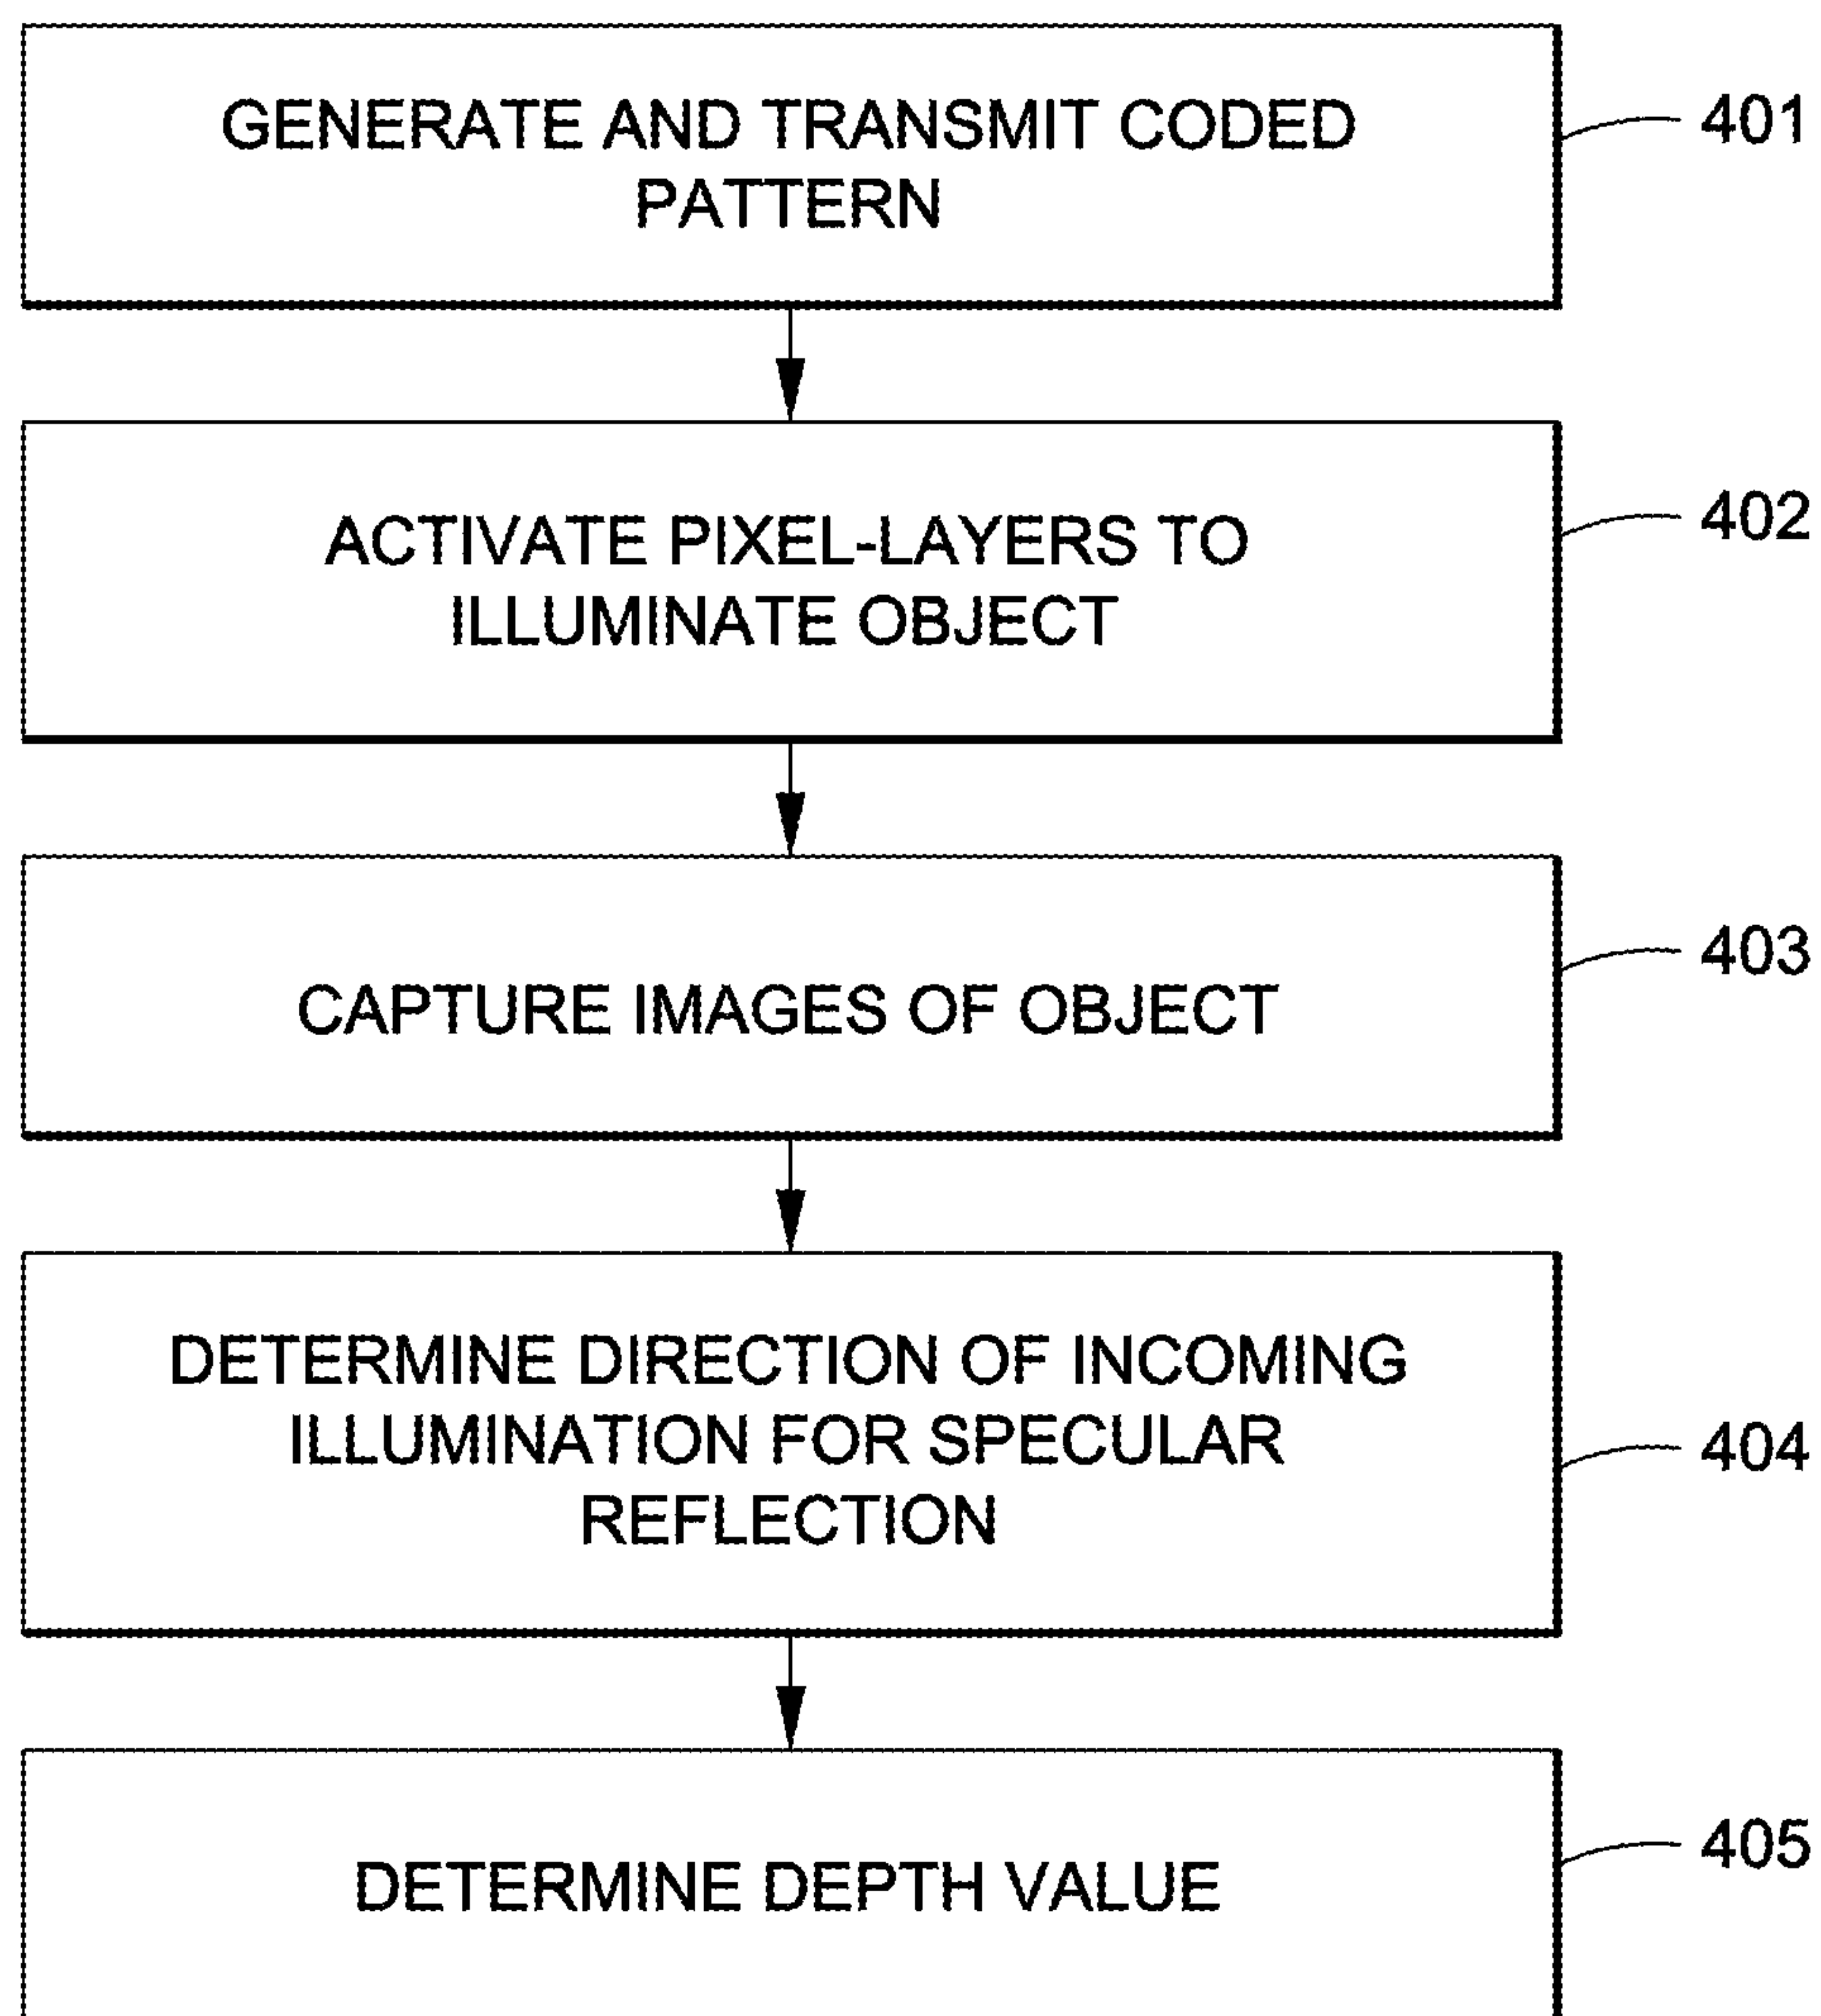 GENERATE AND TRANSMIT CODED
PATTERN
401
ACTIVATE PIXEL-LAYERS TO
ILLUMINATE OBJECT
402
CAPTURE IMAGES OF OBJECT
403
DETERMINE DIRECTION OF INCOMING
ILLUMINATION FOR SPECULAR
REFLECTION
404
DETERMINE DEPTH VALUE
405